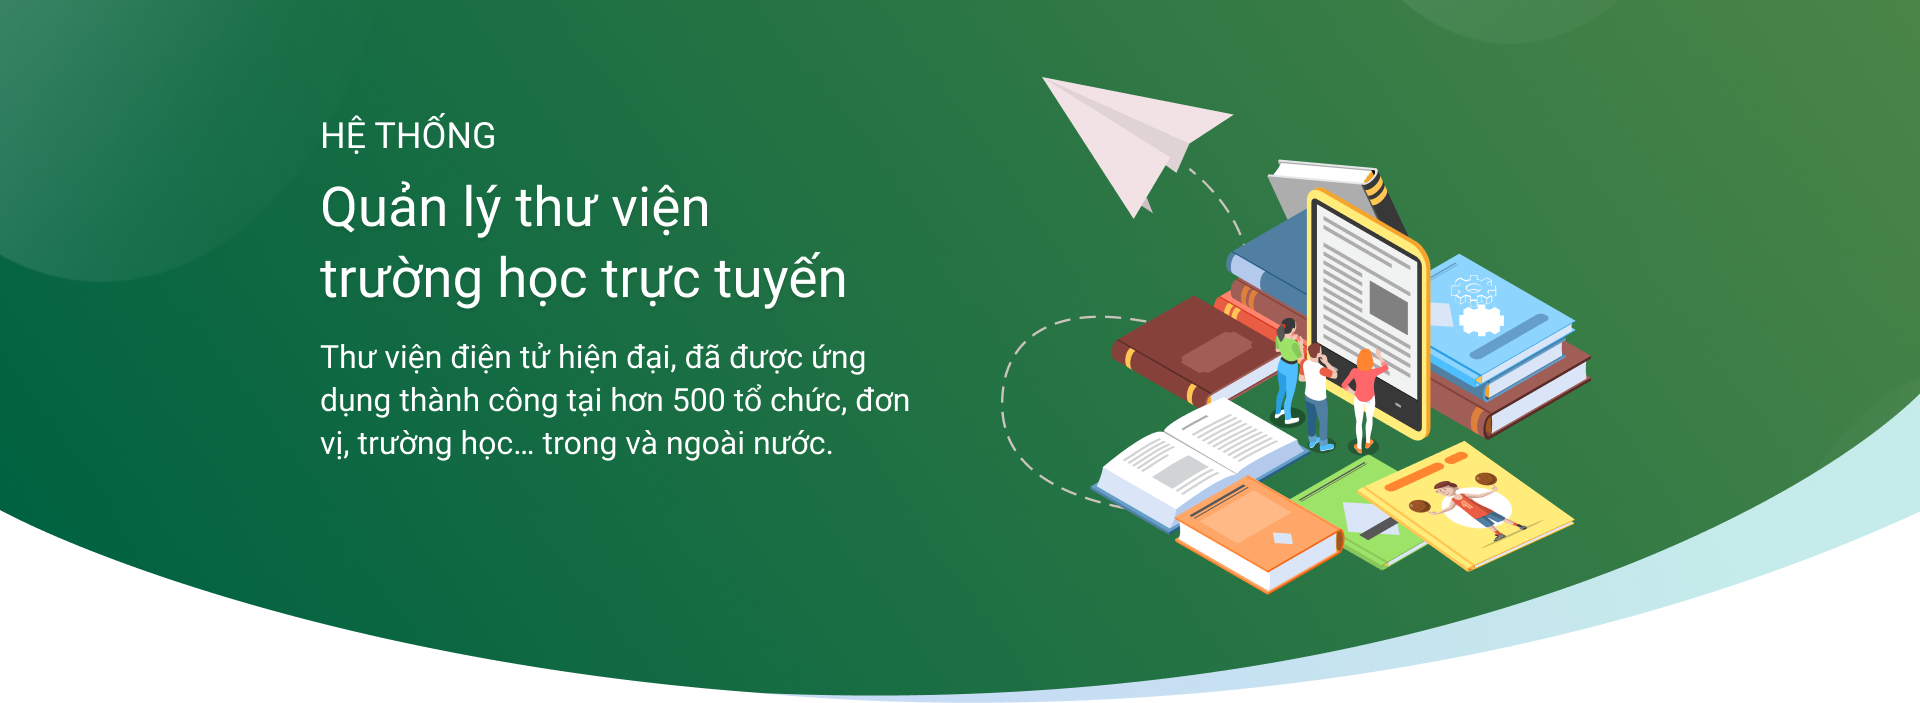 HỆ THỐNG
Quản lý thư viện
trường học trực tuyến
Thư viện điện tử hiện đại, đã được ứng
dụng thành công tại hơn 500 tổ chức, đơn
vị, trường học... trong và ngoài nước.